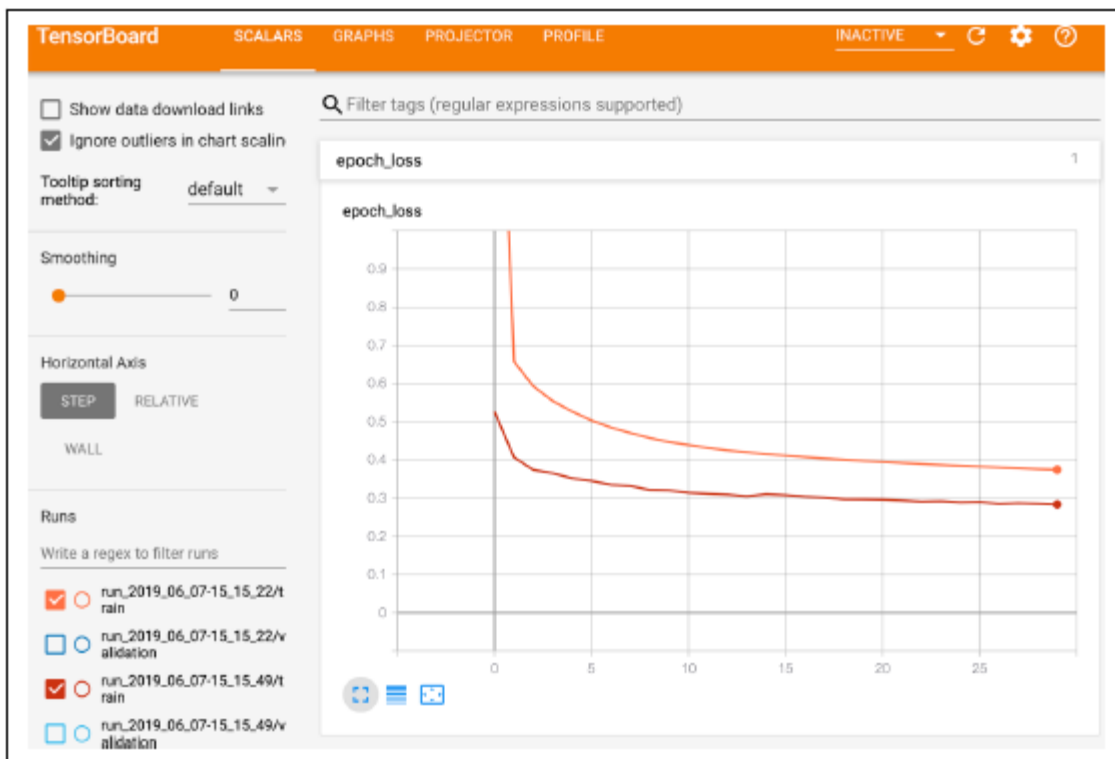 TensorBoard SCALARS GRAPHS PROJECTOR PROFILE INACTIVE
Show data download links
Ignore outliers in chart scalin
Tooltip sorting
method:
default
Smoothing
0
Horizontal Axis
STEP RELATIVE
WALL
Runs
Write a regex to filter runs
run_2019_06_07-15_15_22/t
rain
run_2019_06_07-15_15_22/v
alidation
run_2019_06_07-15_15_49/t
rain
run_2019_06_07-15_15_49/v
alidation
Filter tags (regular expressions supported)
epoch_loss 1
epoch_loss
0.9
0.8
0.7
0.6
0.5
0.4
0.3
0.2
0.1
0
0 5 10 15 20 25